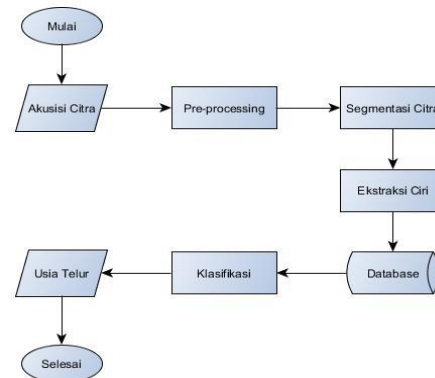 Mulai
Akusisi Citra
Pre-processing
Segmentasi Citra
Ekstraksi Ciri
Database
Klasifikasi
Usia Telur
Selesai